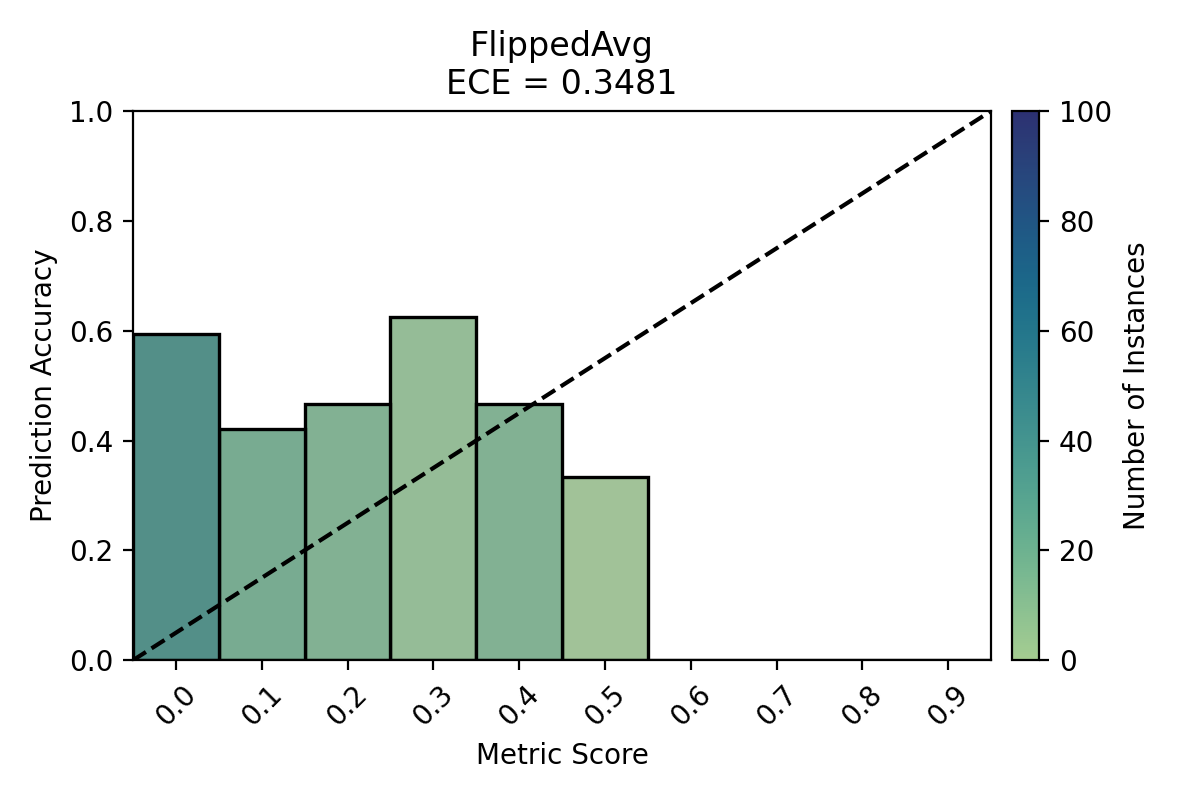 FlippedAvg
ECE = 0.3481
1.0
0.8
0.6
0.4
0.2
0.0
Prediction Accuracy
0.0 0.1 0.2 0.3 0.4 0.5 0.6 0.7 0.8 0.9
Metric Score
100
80
60
40
20
0
Number of Instances